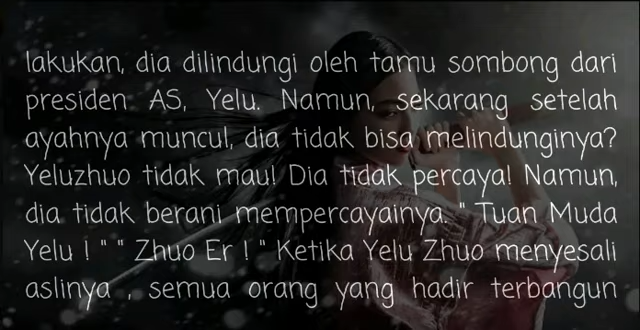 lakukan, dia dilindungi oleh tamu sombong dari
presiden AS, Yelu. Namun, sekarang setelah
ayahnya muncul, dia tidak bisa melindunginya?
Yeluzhuo tidak mau! Dia tidak percaya! Namun,
dia tidak berani mempercayainya. " Tuan Muda
Yelu ! " " Zhuo Er ! " Ketika Yelu Zhuo menyesali
aslinya , semua orang yang hadir terbangun